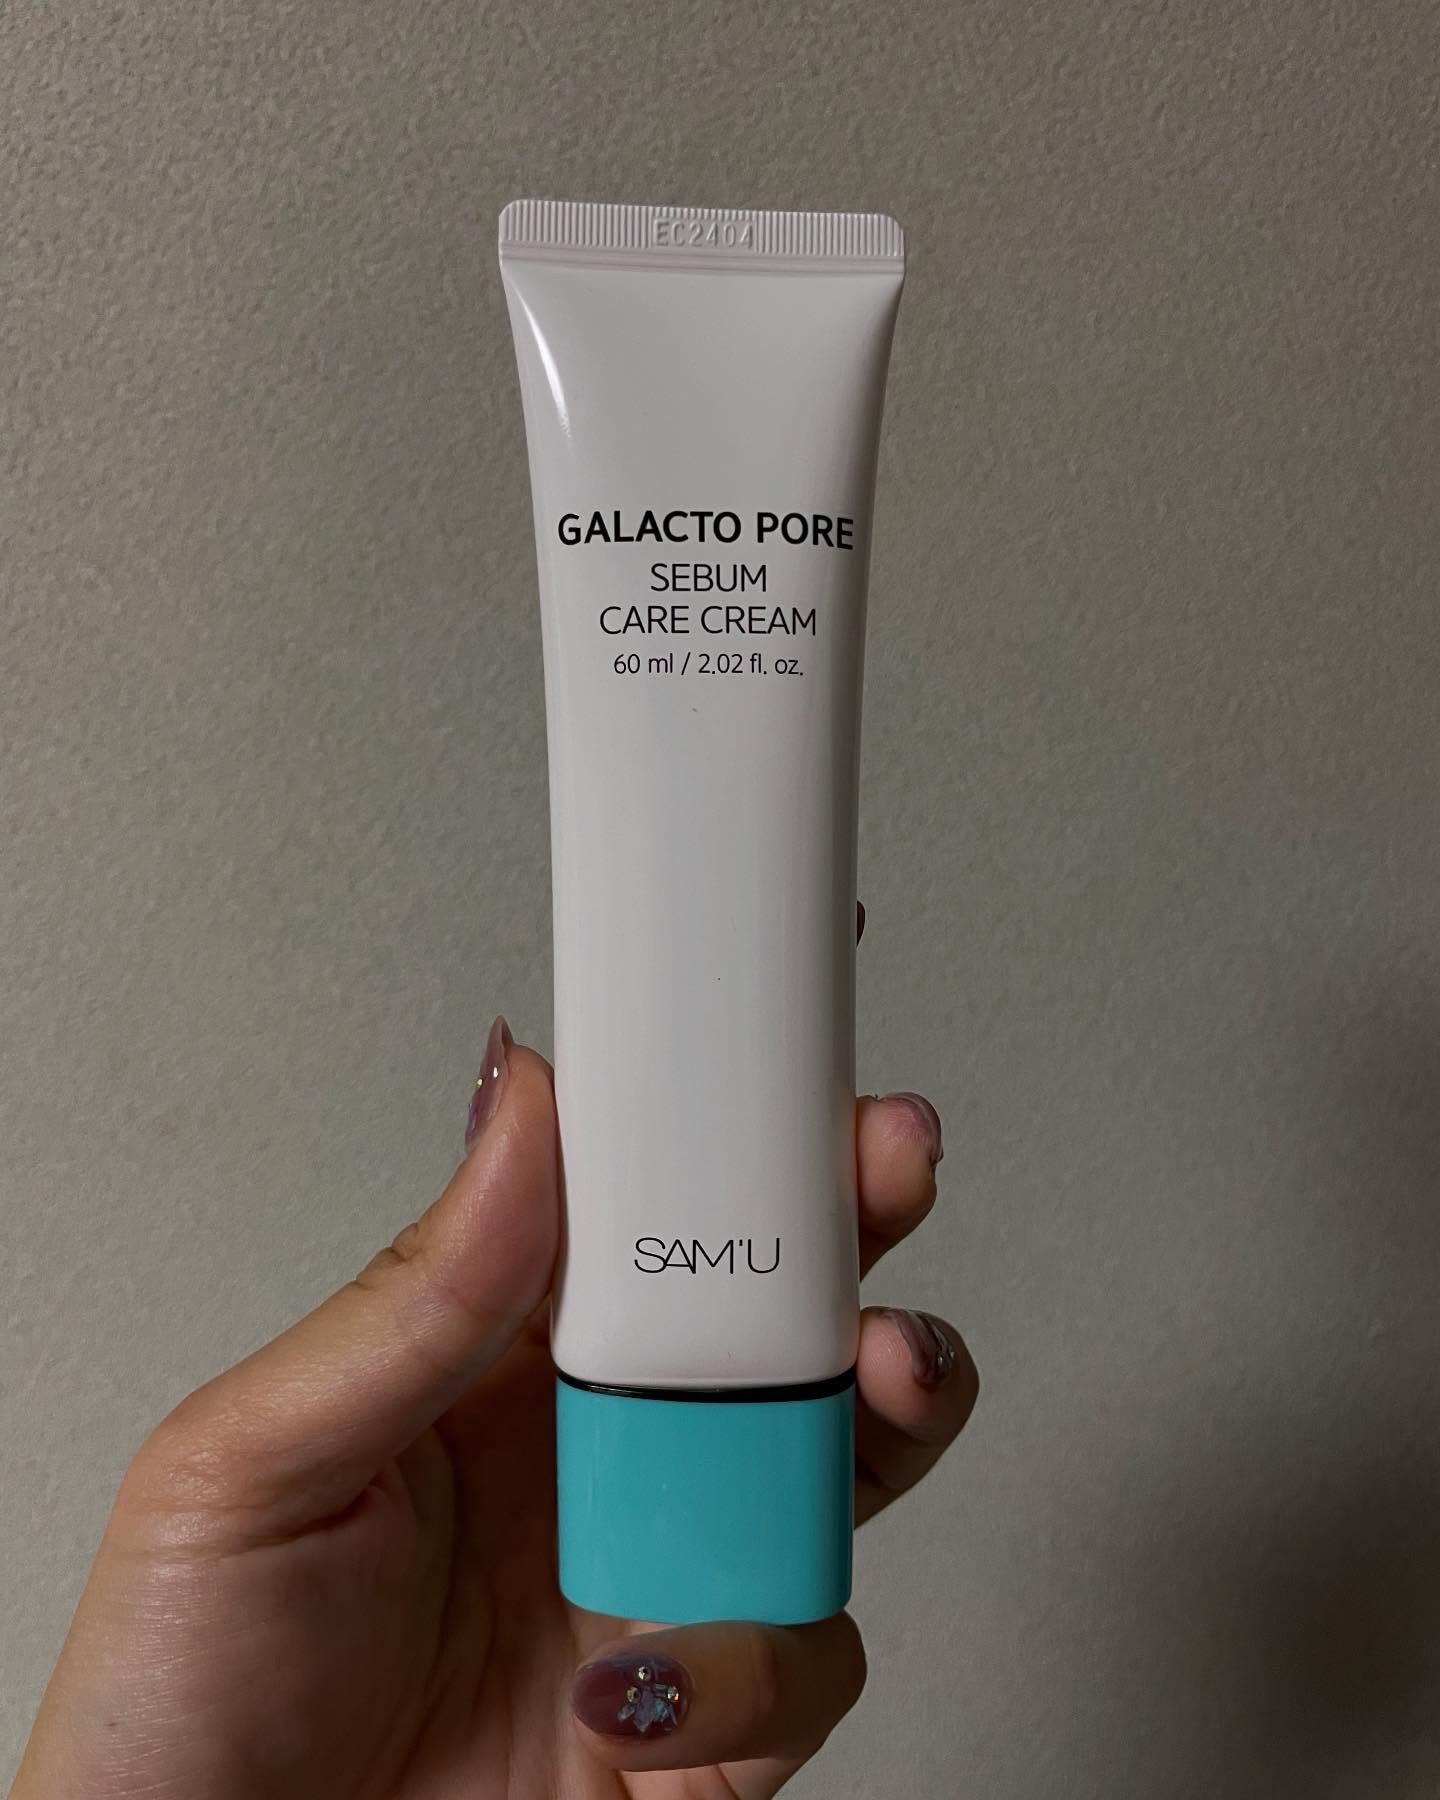 EC2404
GALACTO PORE
SEBUM
CARE CREAM
60 ml / 2.02 fl. oz.
SAM'U